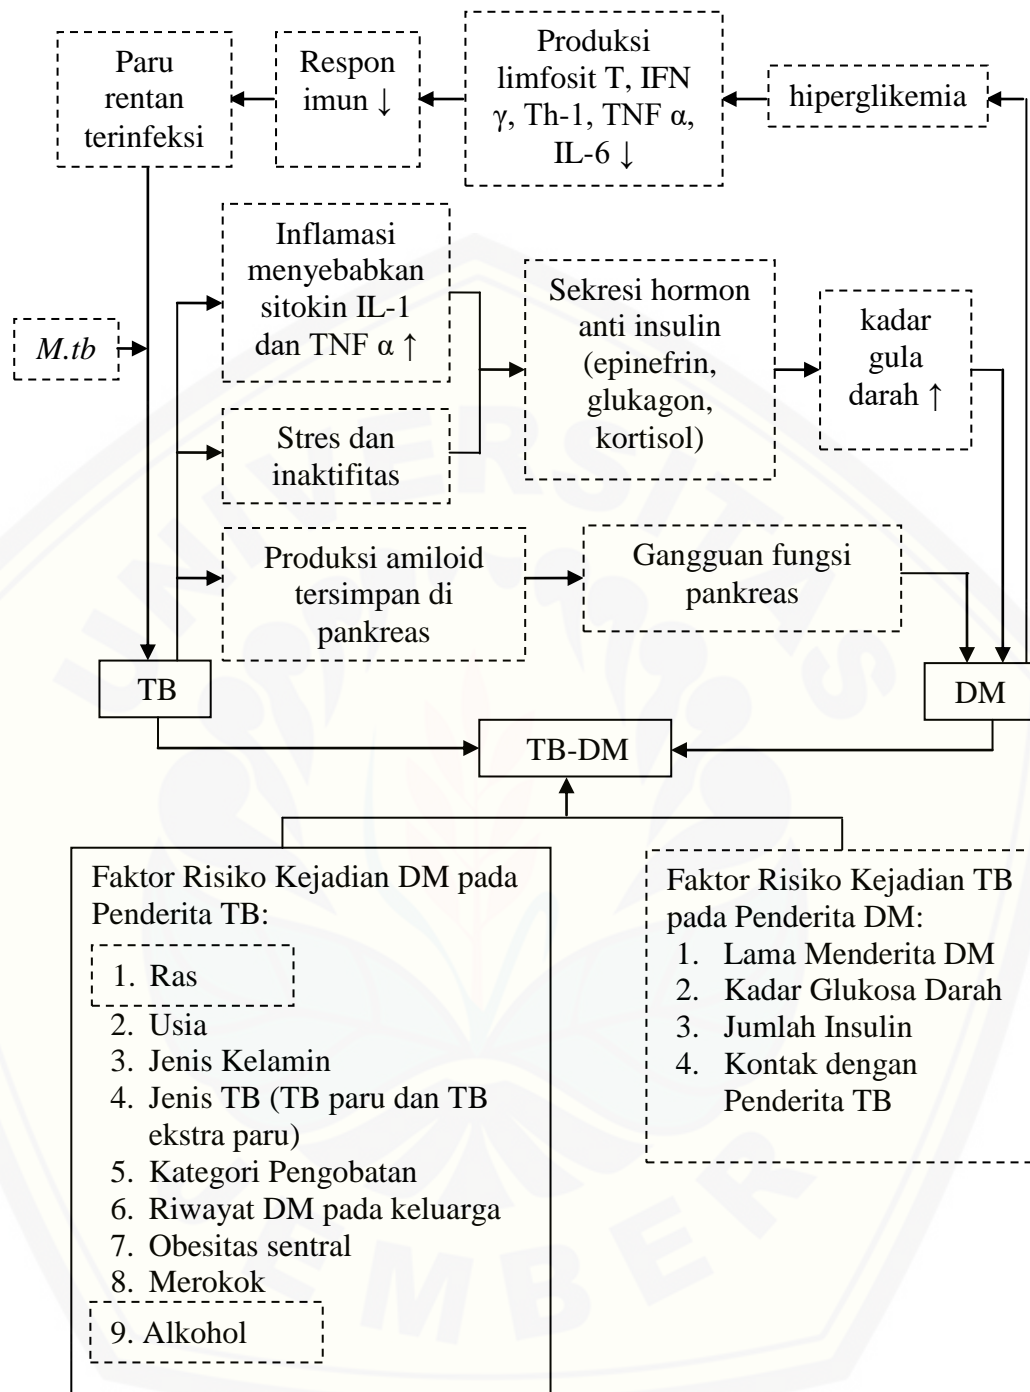 Paru
rentan
terinfeksi
Respon
imun ↓
Produksi
limfosit T, IFN
γ, Th-1, TNF α,
IL-6 ↓
hiperglikemia
Inflamasi
menyebabkan
sitokin IL-1
dan TNF α ↑
M.tb
Stres dan
inaktifitas
Sekresi hormon
anti insulin
(epinefrin,
glukagon,
kortisol)
kadar
gula
darah ↑
Produksi amiloid
tersimpan di
pankreas
Gangguan fungsi
pankreas
TB
DM
TB-DM
Faktor Risiko Kejadian DM pada
Penderita TB:
1. Ras
2. Usia
3. Jenis Kelamin
4. Jenis TB (TB paru dan TB
ekstra paru)
5. Kategori Pengobatan
6. Riwayat DM pada keluarga
7. Obesitas sentral
8. Merokok
9. Alkohol
Faktor Risiko Kejadian TB
pada Penderita DM:
1. Lama Menderita DM
2. Kadar Glukosa Darah
3. Jumlah Insulin
4. Kontak dengan
Penderita TB
UNIVERSITAS
EMBER